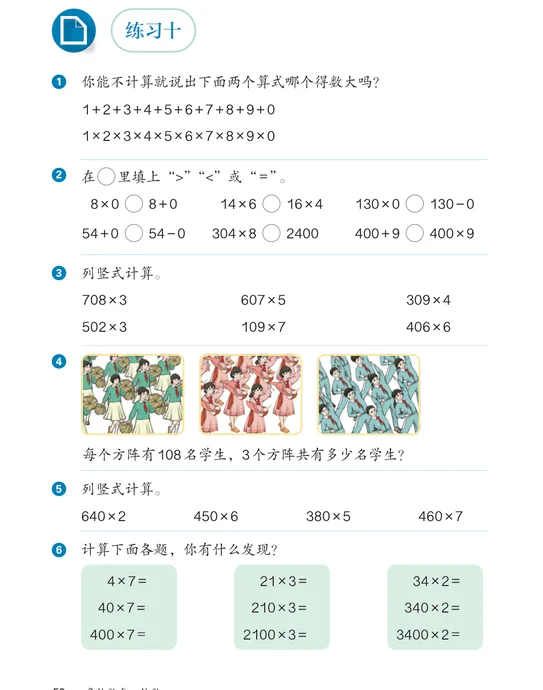 练习十
1 你能不计算就说出下面两个算式哪个得数大吗?
1+2+3+4+5+6+7+8+9+0
1×2×3×4×5×6×7×8×9×0
2 在○里填上“>”“<”或“=”。
8×0 ○ 8+0 14×6 ○ 16×4 130×0 ○ 130-0
54+0 ○ 54-0 304×8 ○ 2400 400+9 ○ 400×9
3 列竖式计算。
708×3 607×5 309×4
502×3 109×7 406×6
4
每个方阵有108名学生,3个方阵共有多少名学生?
5 列竖式计算。
640×2 450×6 380×5 460×7
6 计算下面各题,你有什么发现?
4×7= 21×3= 34×2=
40×7= 210×3= 340×2=
400×7= 2100×3= 3400×2=